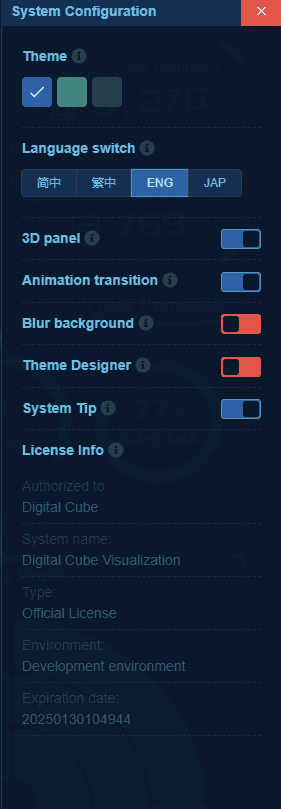 System Configuration
Theme
Language switch
简中 繁中 ENG JAP
3D panel
Animation transition
Blur background
Theme Designer
System Tip
License Info
Authorized to:
Digital Cube
System name:
Digital Cube Visualization
Type:
Official License
Environment:
Development environment
Expiration date:
20250130104944